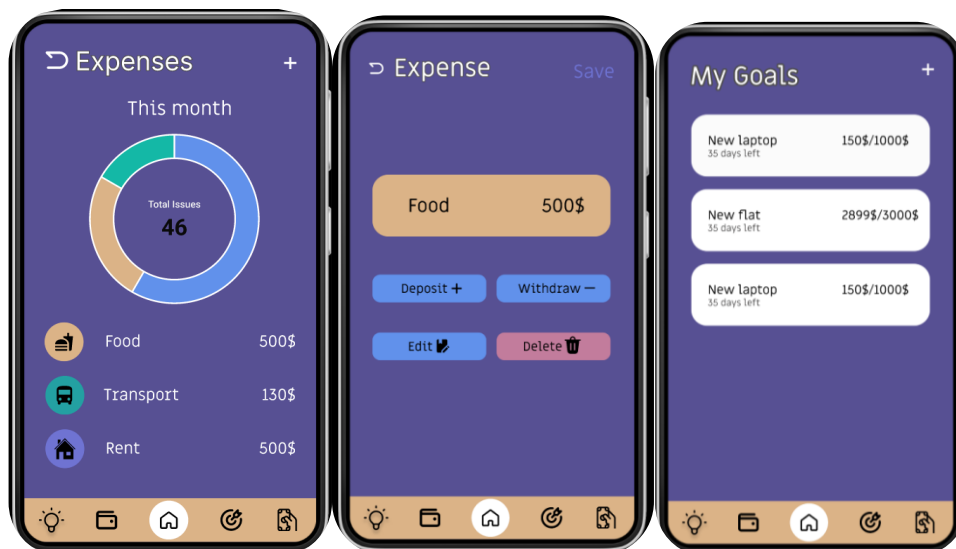 Expenses +
This month
Total Issues
46
Food 500$
Transport 130$
Rent 500$
Expense Save
Food 500$
Deposit + Withdraw −
Edit Delete
My Goals +
New laptop 150$/1000$
35 days left
New flat 2899$/3000$
35 days left
New laptop 150$/1000$
35 days left